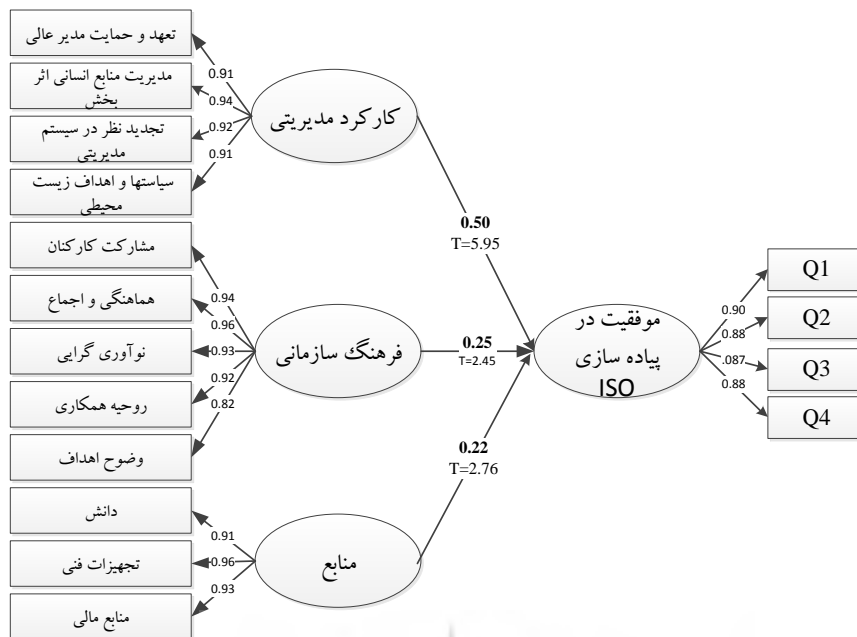 تعهد و حمایت مدیر عالی
0.91
مدیریت منابع انسانی اثر
بخش
0.94
تجدید نظر در سیستم
مدیریتی
0.92
سیاستها و اهداف زیست
محیطی
0.91
کارکرد مدیریتی
0.50
T=5.95
مشارکت کارکنان
0.94
هماهنگی و اجماع
0.96
نوآوری گرایی
0.93
روحیه همکاری
0.92
وضوح اهداف
0.82
فرهنگ سازمانی
0.25
T=2.45
دانش
0.91
تجهیزات فنی
0.96
منابع مالی
0.93
منابع
0.22
T=2.76
موفقیت در
پیاده سازی
ISO
0.90
Q1
0.88
Q2
.087
Q3
0.88
Q4